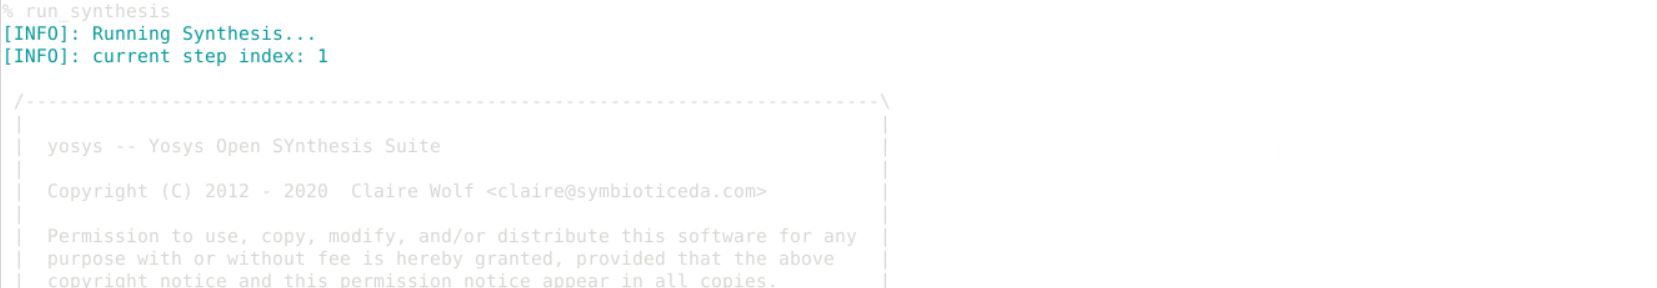 % run_synthesis
[INFO]: Running Synthesis...
[INFO]: current step index: 1
/----------------------------------------------------------------------------\
|                                                                            |
|  yosys -- Yosys Open SYnthesis Suite                                       |
|                                                                            |
|  Copyright (C) 2012 - 2020  Claire Wolf <claire@symbioticeda.com>          |
|                                                                            |
|  Permission to use, copy, modify, and/or distribute this software for any  |
|  purpose with or without fee is hereby granted, provided that the above    |
|  copyright notice and this permission notice appear in all copies.         |